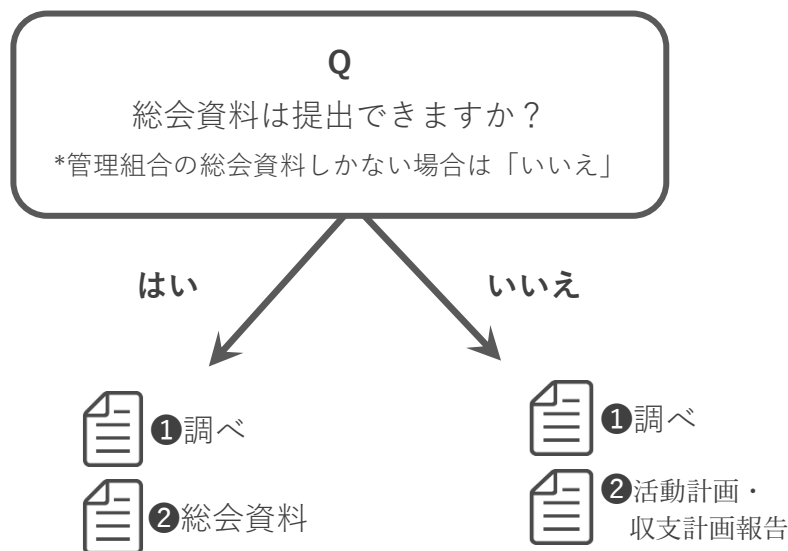 Q
総会資料は提出できますか？
*管理組合の総会資料しかない場合は「いいえ」
はい
いいえ
❶調べ
❷総会資料
❶調べ
❷活動計画・
収支計画報告